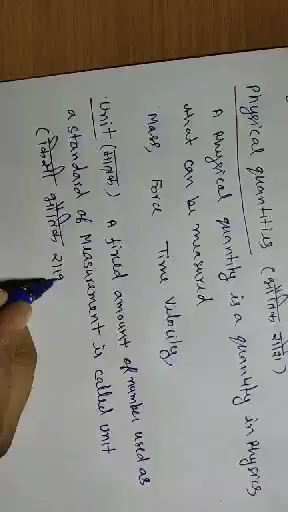 Physical quantities (भौतिक राशि)
A Physical quantity is a quantity in Physics
that can be measured
Mass, Force Time Velocity,
Unit (मात्रक) A fixed amount of number used as
a standard of Measurement is called unit
(किसी भौतिक राशि